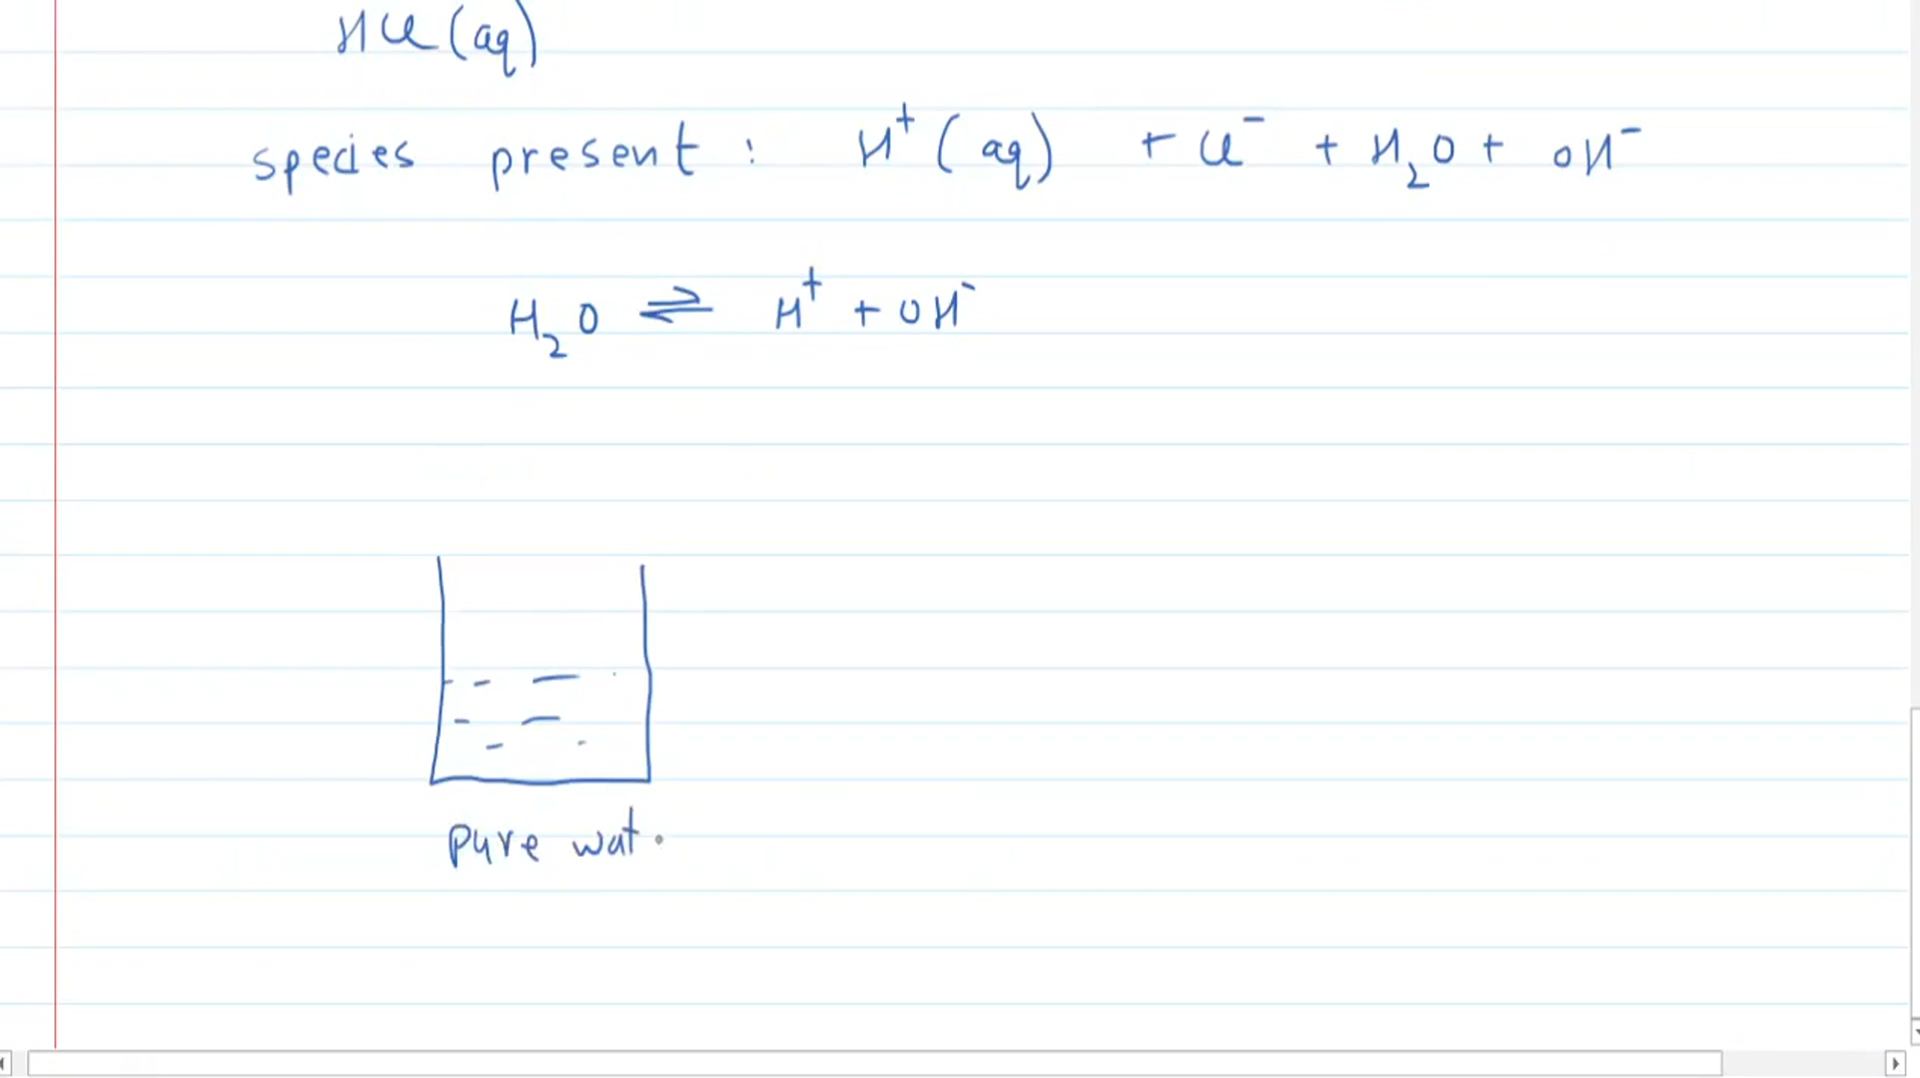 HCl(aq)
species present : H⁺(aq) + Cl⁻ + H₂O + OH⁻
H₂O ⇌ H⁺ + OH⁻
pure wat